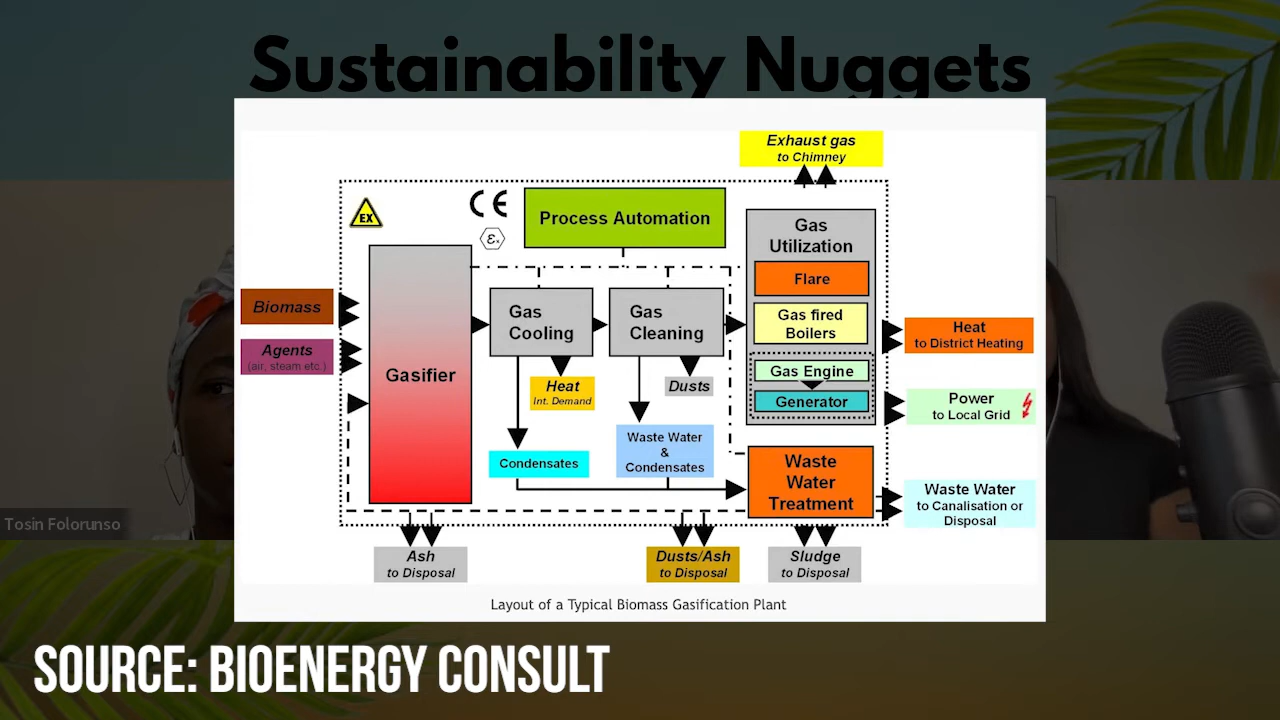 Sustainability Nuggets
Exhaust gas
to Chimney
EX
CE
εx
Process Automation
Gas
Utilization
Flare
Gas fired
Boilers
Gas Engine
Generator
Biomass
Agents
(air, steam etc.)
Gasifier
Gas
Cooling
Gas
Cleaning
Heat
Int. Demand
Dusts
Condensates
Waste Water
&
Condensates
Waste
Water
Treatment
Heat
to District Heating
Power
to Local Grid
Waste Water
to Canalisation or
Disposal
Ash
to Disposal
Dusts/Ash
to Disposal
Sludge
to Disposal
Layout of a Typical Biomass Gasification Plant
Tosin Folorunso
SOURCE: BIOENERGY CONSULT